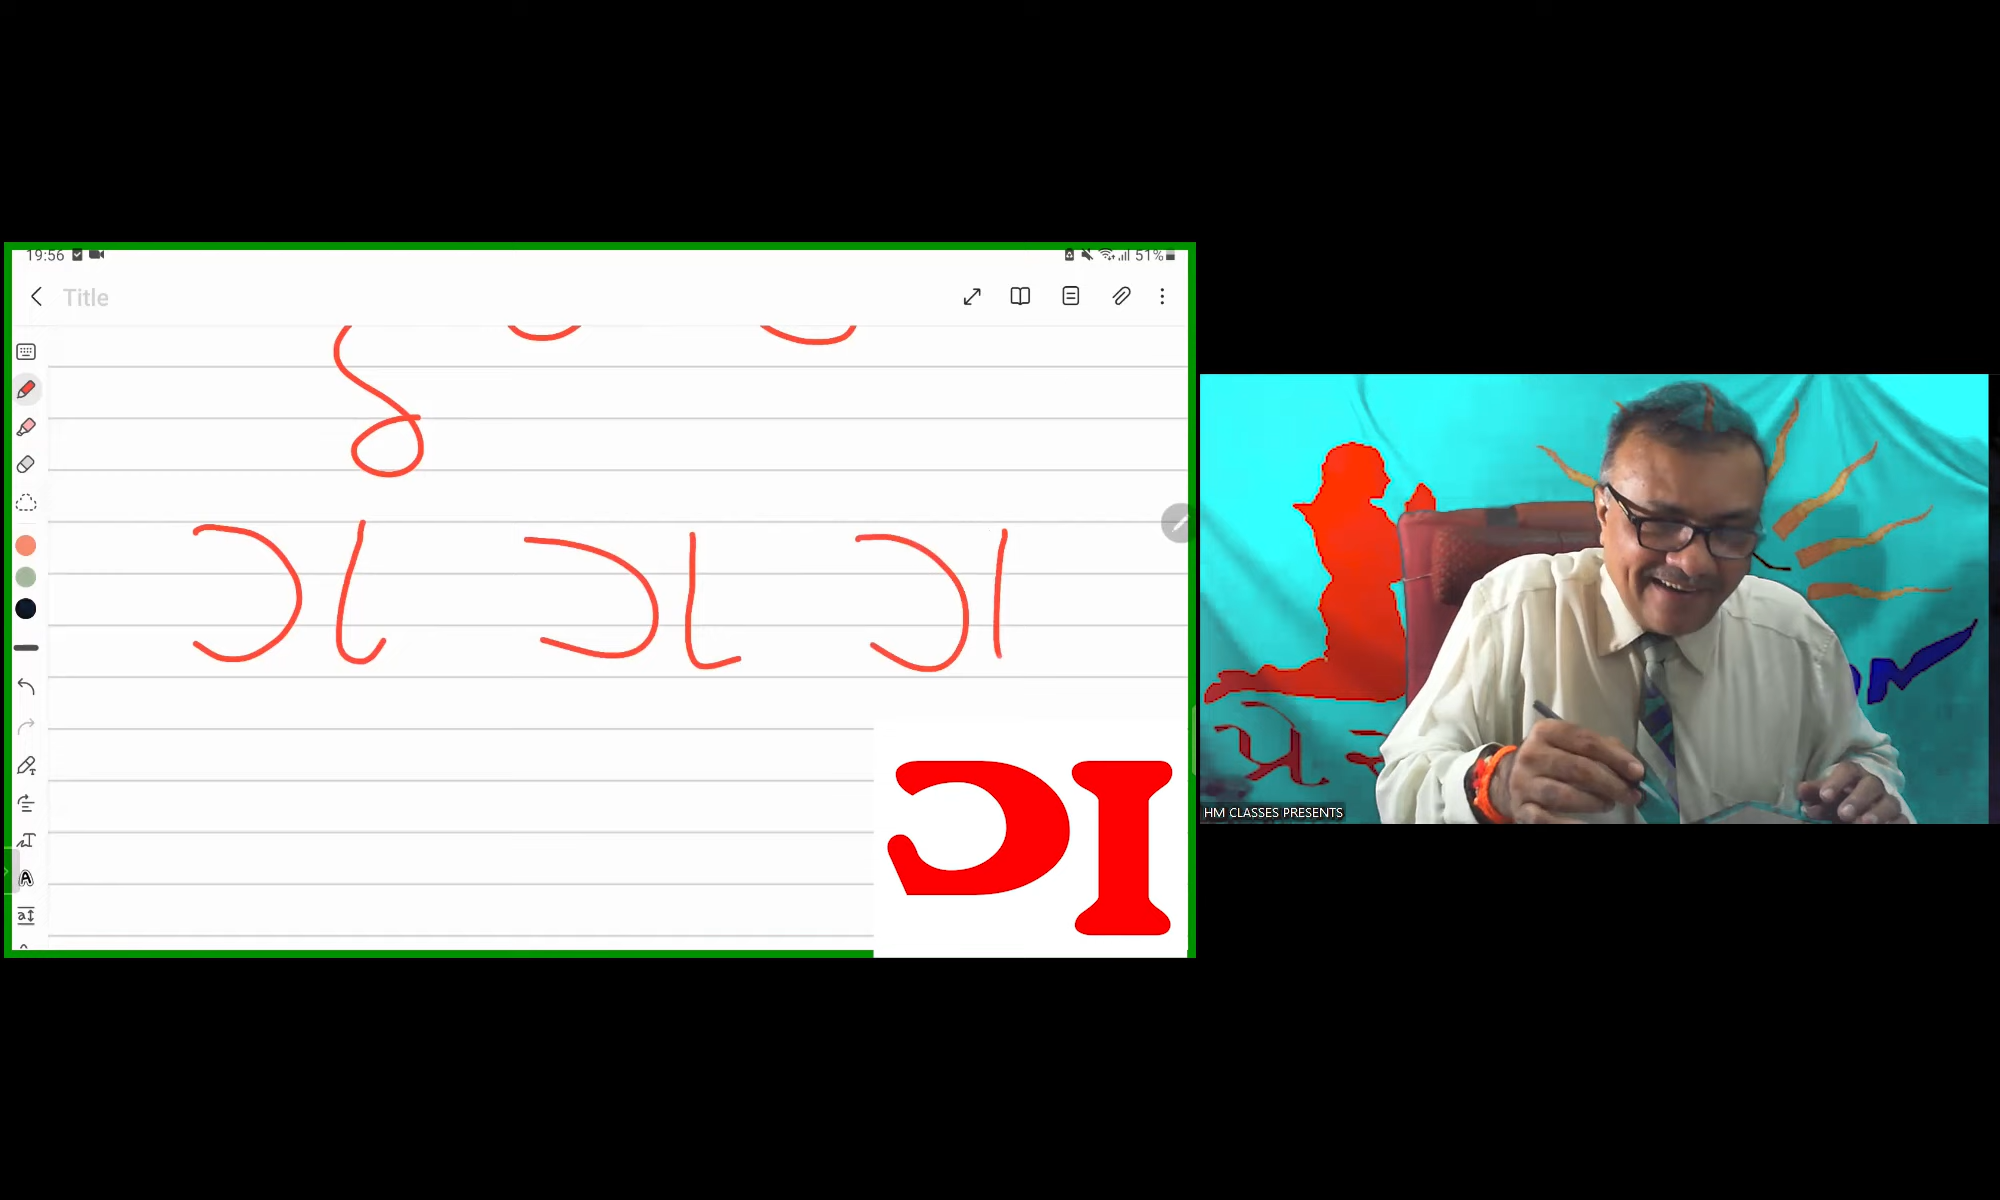 19:56 51%
Title
ગ ગ ગ
ગ
પ્રે
HM CLASSES PRESENTS